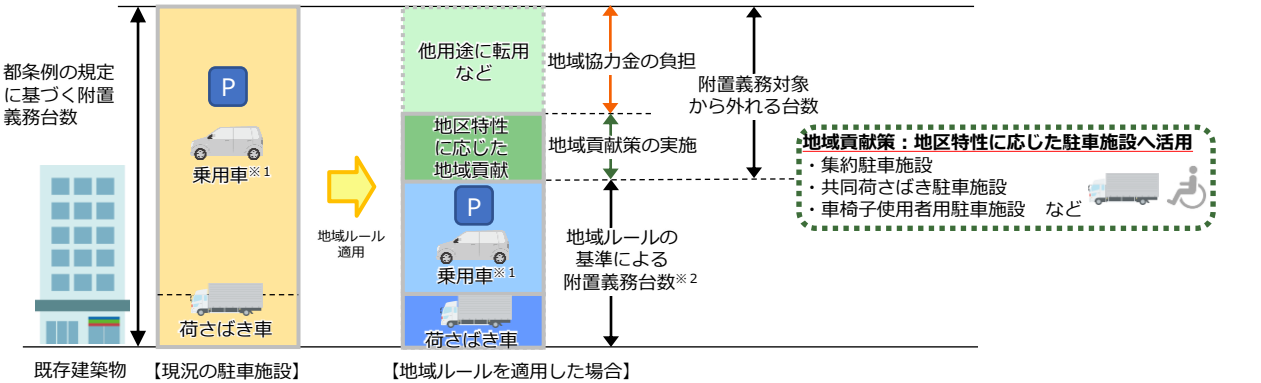 都条例の規定
に基づく附置
義務台数
P
乗用車※1
荷さばき車
既存建築物
【現況の駐車施設】
地域ルール
適用
他用途に転用
など
地区特性
に応じた
地域貢献
P
乗用車※1
荷さばき車
【地域ルールを適用した場合】
地域協力金の負担
地域貢献策の実施
地域ルールの
基準による
附置義務台数※2
附置義務対象
から外れる台数
地域貢献策：地区特性に応じた駐車施設へ活用
・集約駐車施設
・共同荷さばき駐車施設
・車椅子使用者用駐車施設　など